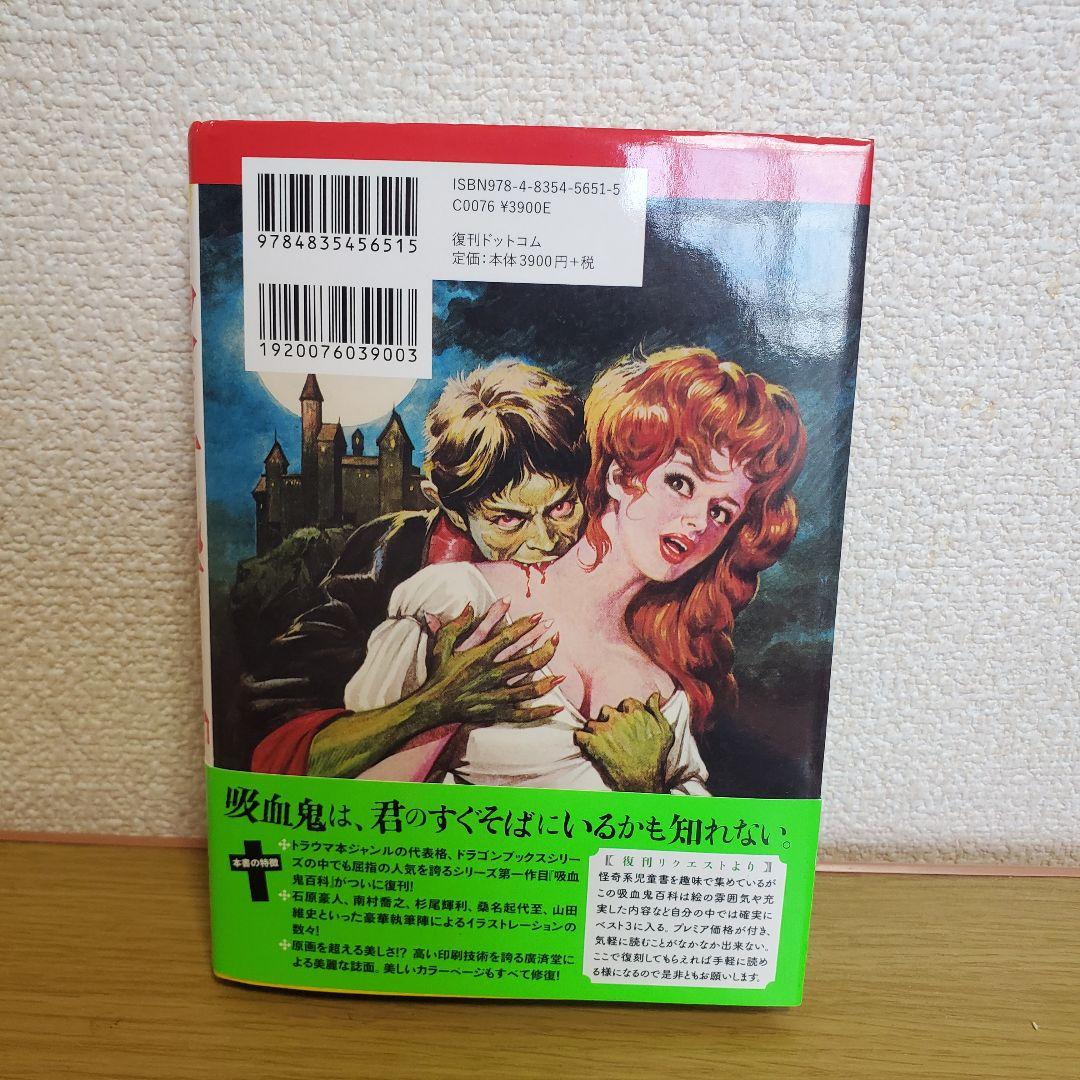 9784835456515
ISBN978-4-8354-5651-5
C0076 ¥3900E
復刊ドットコム
定価：本体3900円＋税
1920076039003
吸血鬼は、君のすぐそばにいるかも知れない。
本書の特徴
トラウマ本ジャンルの代表格、ドラゴンブックスシリー
ズの中でも屈指の人気を誇るシリーズ第一作目『吸血
鬼百科』がついに復刊！
石原豪人、南村喬之、杉尾輝利、桑名起代至、山田
維史といった豪華執筆陣によるイラストレーションの
数々！
原画を超える美しさ!? 高い印刷技術を誇る廣済堂に
よる美麗な誌面。美しいカラーページもすべて修復！
【復刊リクエストより】
怪奇系児童書を趣味で集めているが
この吸血鬼百科は絵の雰囲気や充
実した内容など自分の中では確実に
ベスト3に入る。プレミア価格が付き、
気軽に読むことがなかなか出来ない。
ここで復刻してもらえれば手軽に読め
る様になるので是非ともお願いします。